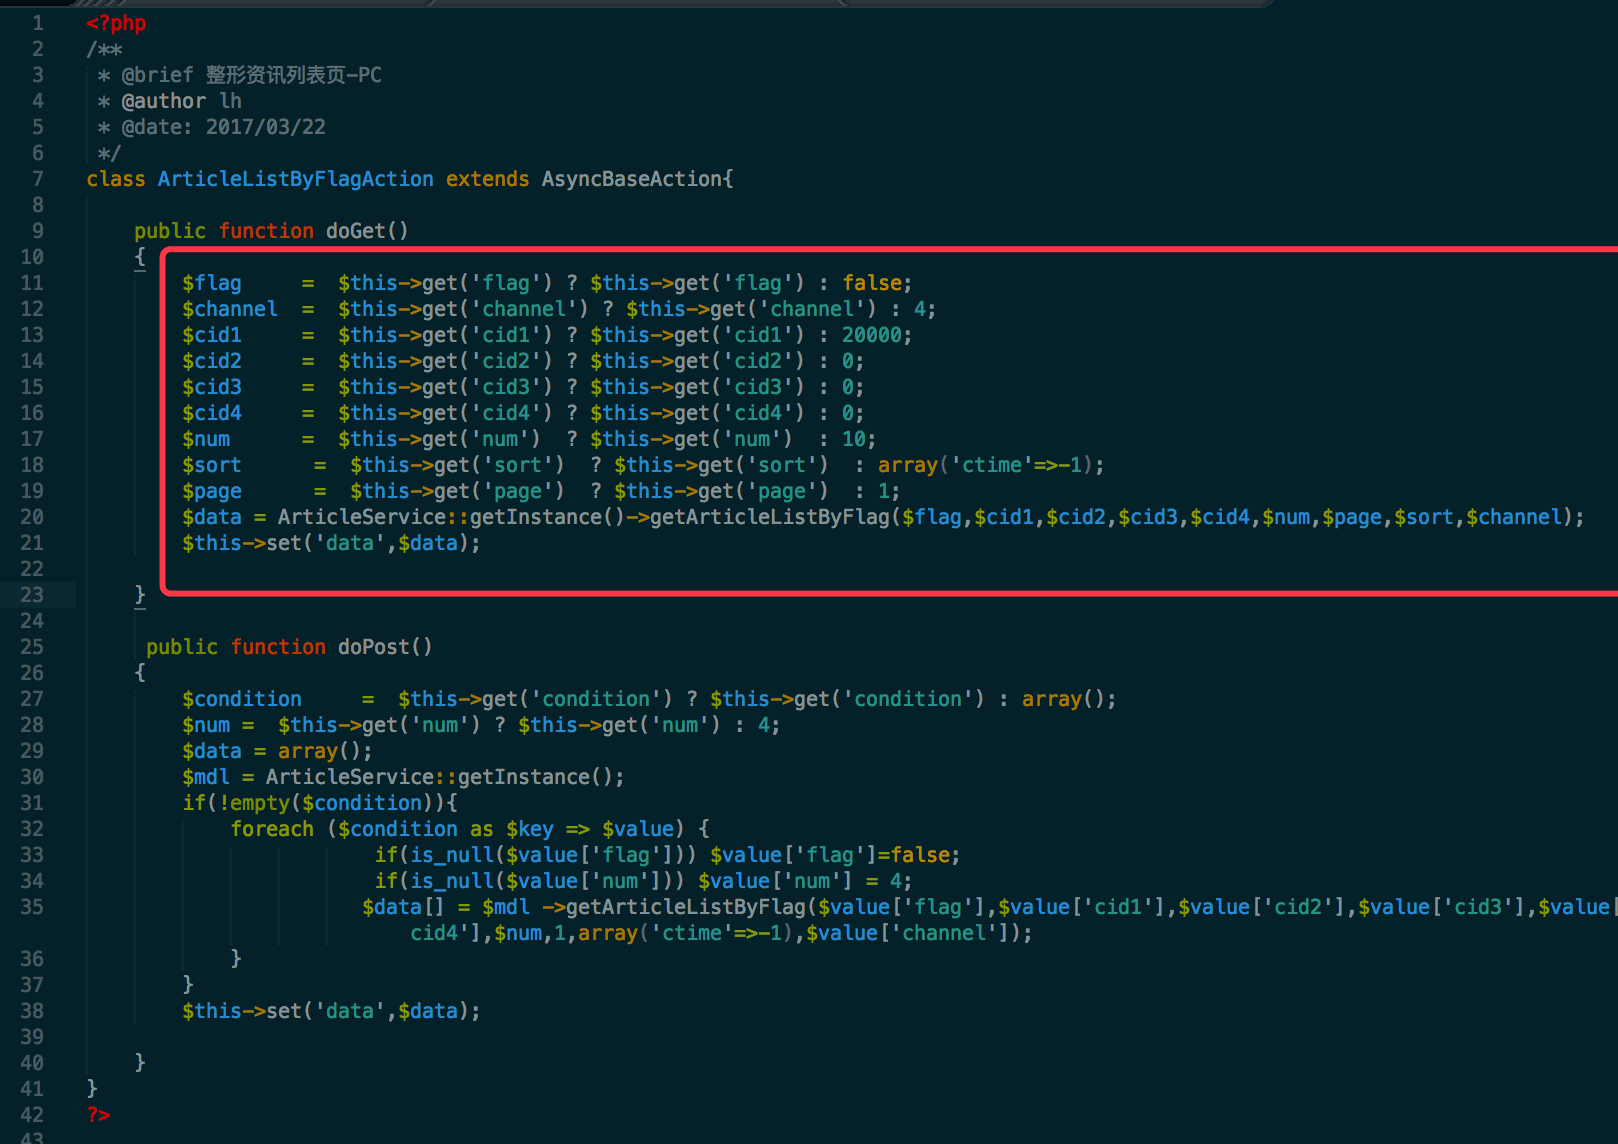 1 <?php
2 /**
3 * @brief 整形资讯列表页-PC
4 * @author lh
5 * @date: 2017/03/22
6 */
7 class ArticleListByFlagAction extends AsyncBaseAction{
8
9 public function doGet()
10 {
11 $flag = $this->get('flag') ? $this->get('flag') : false;
12 $channel = $this->get('channel') ? $this->get('channel') : 4;
13 $cid1 = $this->get('cid1') ? $this->get('cid1') : 20000;
14 $cid2 = $this->get('cid2') ? $this->get('cid2') : 0;
15 $cid3 = $this->get('cid3') ? $this->get('cid3') : 0;
16 $cid4 = $this->get('cid4') ? $this->get('cid4') : 0;
17 $num = $this->get('num') ? $this->get('num') : 10;
18 $sort = $this->get('sort') ? $this->get('sort') : array('ctime'=>-1);
19 $page = $this->get('page') ? $this->get('page') : 1;
20 $data = ArticleService::getInstance()->getArticleListByFlag($flag,$cid1,$cid2,$cid3,$cid4,$num,$page,$sort,$channel);
21 $this->set('data',$data);
22
23 }
24
25 public function doPost()
26 {
27 $condition = $this->get('condition') ? $this->get('condition') : array();
28 $num = $this->get('num') ? $this->get('num') : 4;
29 $data = array();
30 $mdl = ArticleService::getInstance();
31 if(!empty($condition)){
32 foreach ($condition as $key => $value) {
33 if(is_null($value['flag'])) $value['flag']=false;
34 if(is_null($value['num'])) $value['num'] = 4;
35 $data[] = $mdl ->getArticleListByFlag($value['flag'],$value['cid1'],$value['cid2'],$value['cid3'],$value[
cid4'],$num,1,array('ctime'=>-1),$value['channel']);
36 }
37 }
38 $this->set('data',$data);
39
40 }
41 }
42 ?>
43